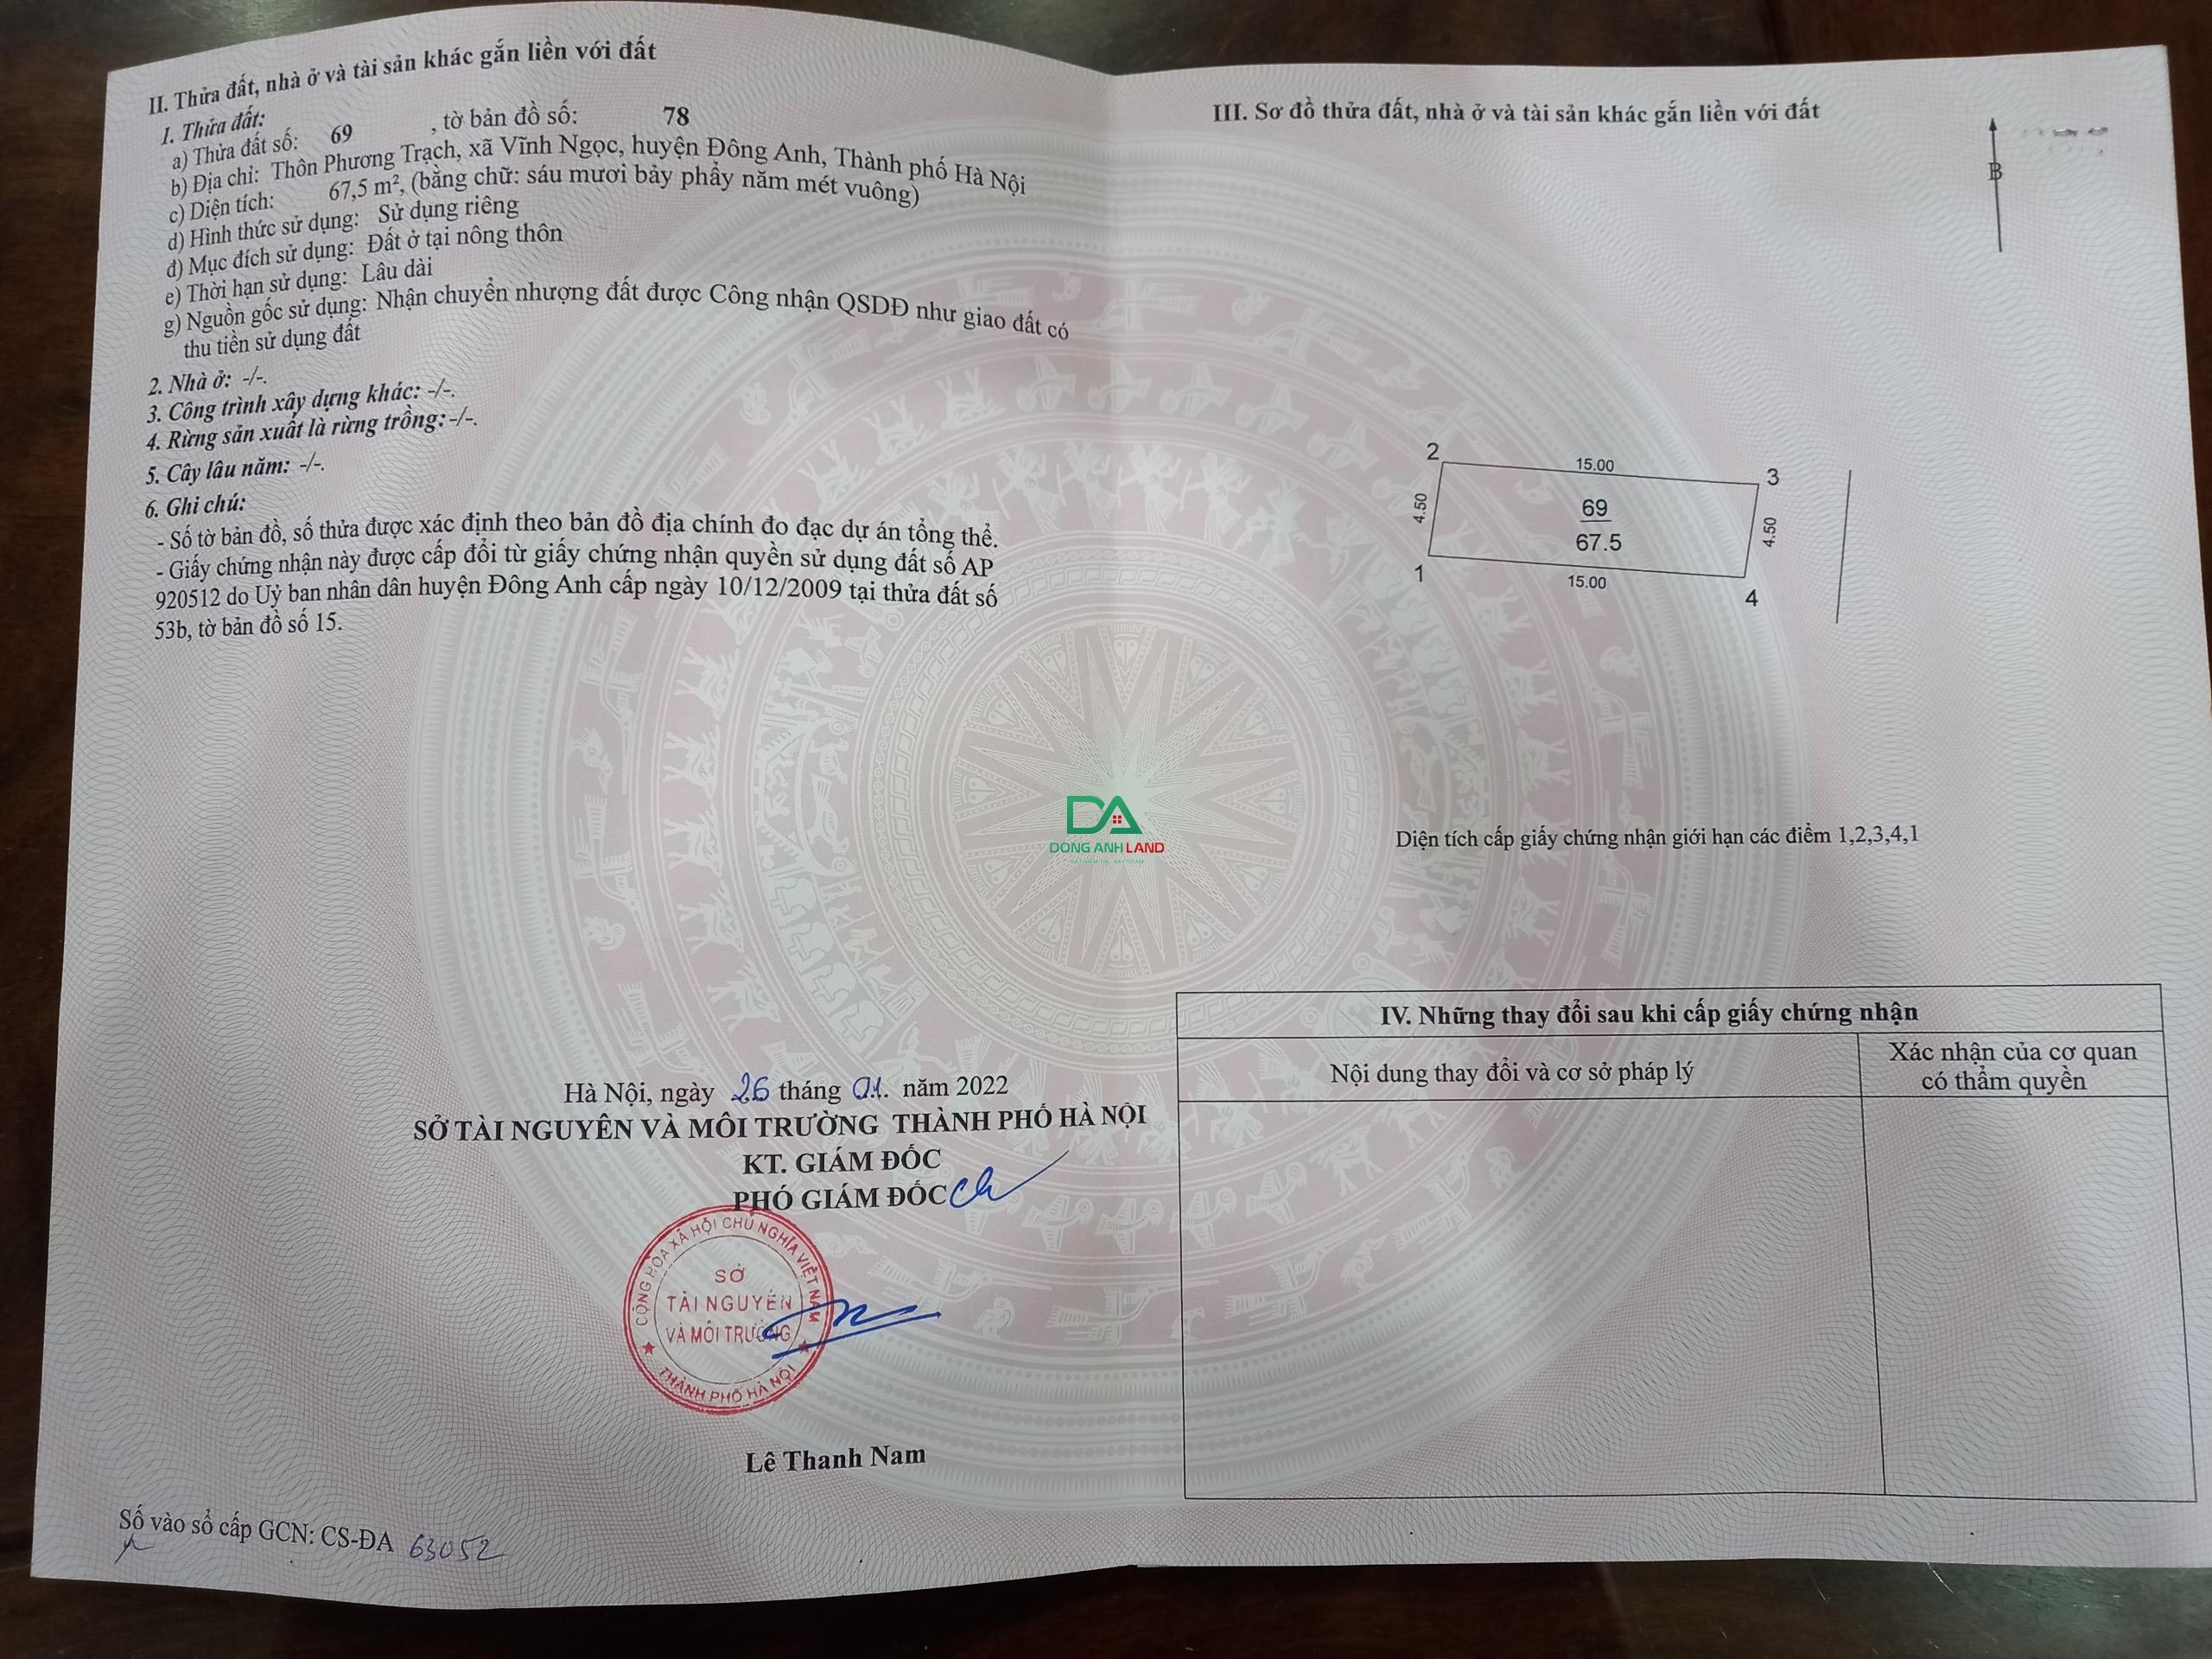 II. Thửa đất, nhà ở và tài sản khác gắn liền với đất
1. Thửa đất:
a) Thửa đất số: 69 , tờ bản đồ số: 78
b) Địa chỉ: Thôn Phương Trạch, xã Vĩnh Ngọc, huyện Đông Anh, Thành phố Hà Nội
c) Diện tích: 67,5 m², (bằng chữ: sáu mươi bảy phẩy năm mét vuông)
d) Hình thức sử dụng: Sử dụng riêng
đ) Mục đích sử dụng: Đất ở tại nông thôn
e) Thời hạn sử dụng: Lâu dài
g) Nguồn gốc sử dụng: Nhận chuyển nhượng đất được Công nhận QSDĐ như giao đất có
thu tiền sử dụng đất
2. Nhà ở: -/-.
3. Công trình xây dựng khác: -/-.
4. Rừng sản xuất là rừng trồng: -/-.
5. Cây lâu năm: -/-.
6. Ghi chú:
- Số tờ bản đồ, số thửa được xác định theo bản đồ địa chính đo đạc dự án tổng thể.
- Giấy chứng nhận này được cấp đổi từ giấy chứng nhận quyền sử dụng đất số AP
920512 do Uỷ ban nhân dân huyện Đông Anh cấp ngày 10/12/2009 tại thửa đất số
53b, tờ bản đồ số 15.
Hà Nội, ngày 26 tháng 01. năm 2022
SỞ TÀI NGUYÊN VÀ MÔI TRƯỜNG THÀNH PHỐ HÀ NỘI
KT. GIÁM ĐỐC
PHÓ GIÁM ĐỐC
CỘNG HÒA XÃ HỘI CHỦ NGHĨA VIỆT NAM
SỞ
TÀI NGUYÊN
VÀ MÔI TRƯỜNG
THÀNH PHỐ HÀ NỘI
Lê Thanh Nam
Số vào sổ cấp GCN: CS-ĐA 63052
DA
DONG ANH LAND
III. Sơ đồ thửa đất, nhà ở và tài sản khác gắn liền với đất
B
2
15.00
3
4.50
69
67.5
4.50
1
15.00
4
Diện tích cấp giấy chứng nhận giới hạn các điểm 1,2,3,4,1
IV. Những thay đổi sau khi cấp giấy chứng nhận
Nội dung thay đổi và cơ sở pháp lý
Xác nhận của cơ quan
có thẩm quyền